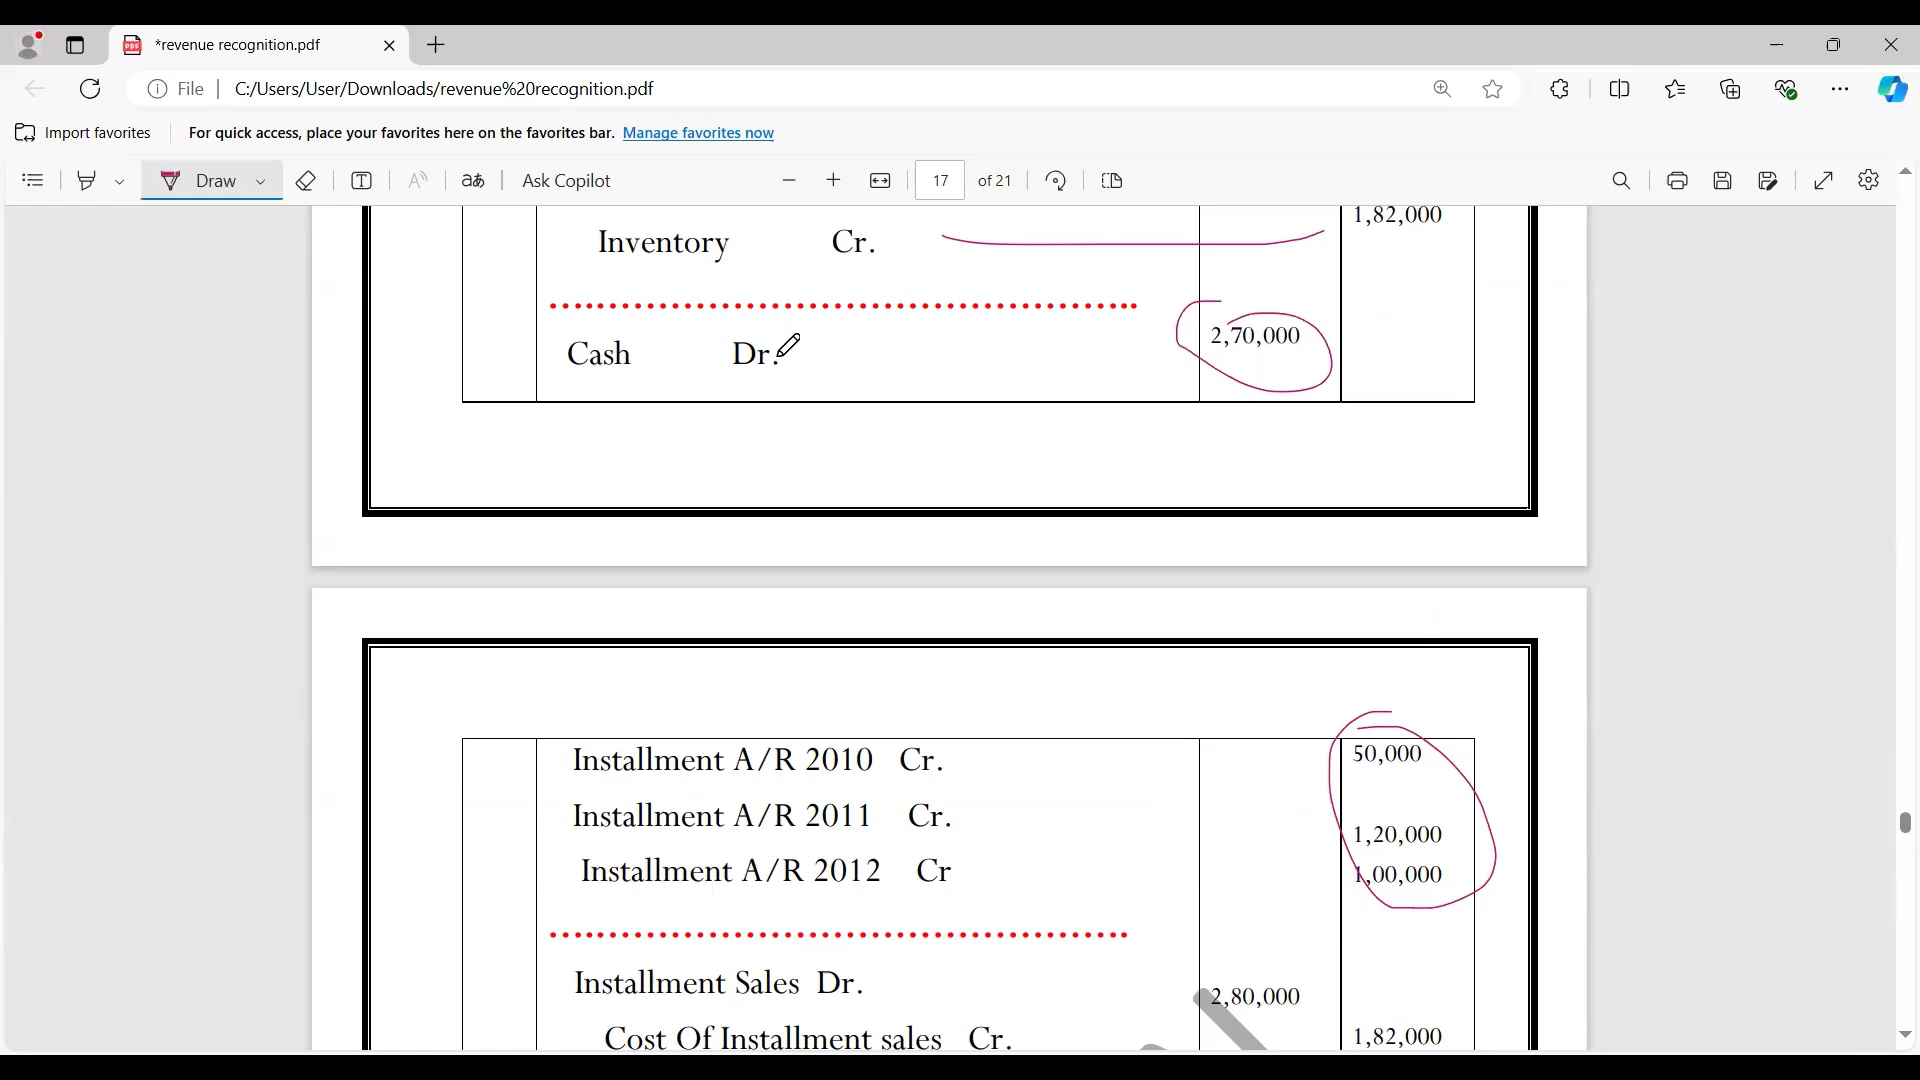 *revenue recognition.pdf
File
C:/Users/User/Downloads/revenue%20recognition.pdf
Import favorites
For quick access, place your favorites here on the favorites bar. Manage favorites now
Draw
aあ
Ask Copilot
17
of 21
1,82,000
Inventory Cr.
2,70,000
Cash Dr.
Installment A/R 2010 Cr.
50,000
Installment A/R 2011 Cr.
1,20,000
Installment A/R 2012 Cr
1,00,000
Installment Sales Dr.
2,80,000
Cost Of Installment sales Cr.
1,82,000